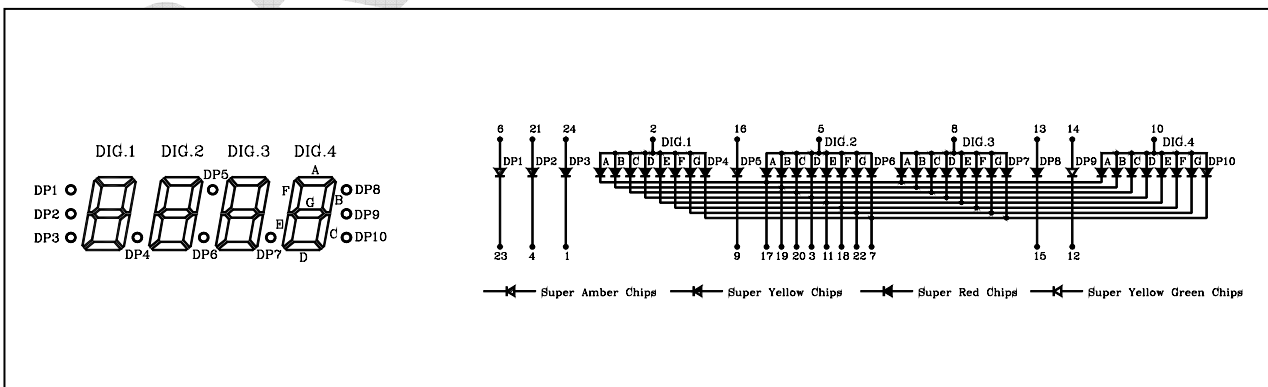 6 21 24 2 16 5 8 13 14 10
DIG.1 DIG.2 DIG.3 DIG.4
DP1 DP2 DP3 A B C D E F G DP4 DP5 A B C D E F G DP6 A B C D E F G DP7 DP8 DP9 A B C D E F G DP10
23 4 1 9 17 19 20 3 11 18 22 7 15 12
DIG.1 DIG.2 DIG.3 DIG.4
A
DP5
DP1 F B DP8
G
DP2 DP9
E
DP3 C DP10
DP4 DP6 DP7 D
Super Amber Chips Super Yellow Chips Super Red Chips Super Yellow Green Chips